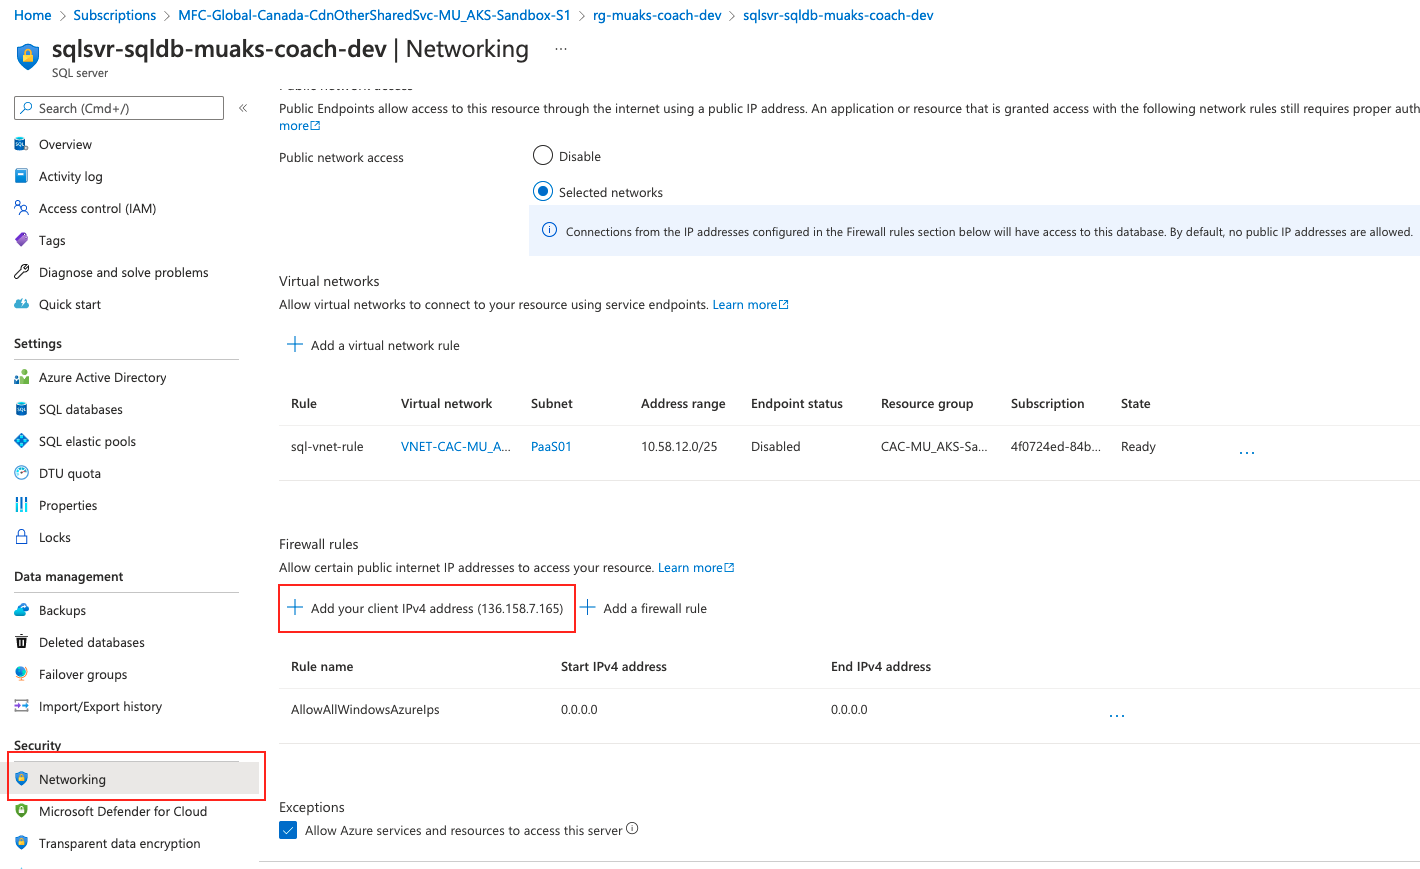 Home > Subscriptions > MFC-Global-Canada-CdnOtherSharedSvc-MU_AKS-Sandbox-S1 > rg-muaks-coach-dev > sqlsvr-sqldb-muaks-coach-dev
sqlsvr-sqldb-muaks-coach-dev | Networking ...
SQL server
Search (Cmd+/) «
Overview
Activity log
Access control (IAM)
Tags
Diagnose and solve problems
Quick start
Settings
Azure Active Directory
SQL databases
SQL elastic pools
DTU quota
Properties
Locks
Data management
Backups
Deleted databases
Failover groups
Import/Export history
Security
Networking
Microsoft Defender for Cloud
Transparent data encryption
Public network access
Public Endpoints allow access to this resource through the internet using a public IP address. An application or resource that is granted access with the following network rules still requires proper aut
more
Public network access
Disable
Selected networks
Connections from the IP addresses configured in the Firewall rules section below will have access to this database. By default, no public IP addresses are allowed.
Virtual networks
Allow virtual networks to connect to your resource using service endpoints. Learn more
+ Add a virtual network rule
Rule Virtual network Subnet Address range Endpoint status Resource group Subscription State
sql-vnet-rule VNET-CAC-MU_A... PaaS01 10.58.12.0/25 Disabled CAC-MU_AKS-Sa... 4f0724ed-84b... Ready ...
Firewall rules
Allow certain public internet IP addresses to access your resource. Learn more
+ Add your client IPv4 address (136.158.7.165) + Add a firewall rule
Rule name Start IPv4 address End IPv4 address
AllowAllWindowsAzureIps 0.0.0.0 0.0.0.0 ...
Exceptions
Allow Azure services and resources to access this server